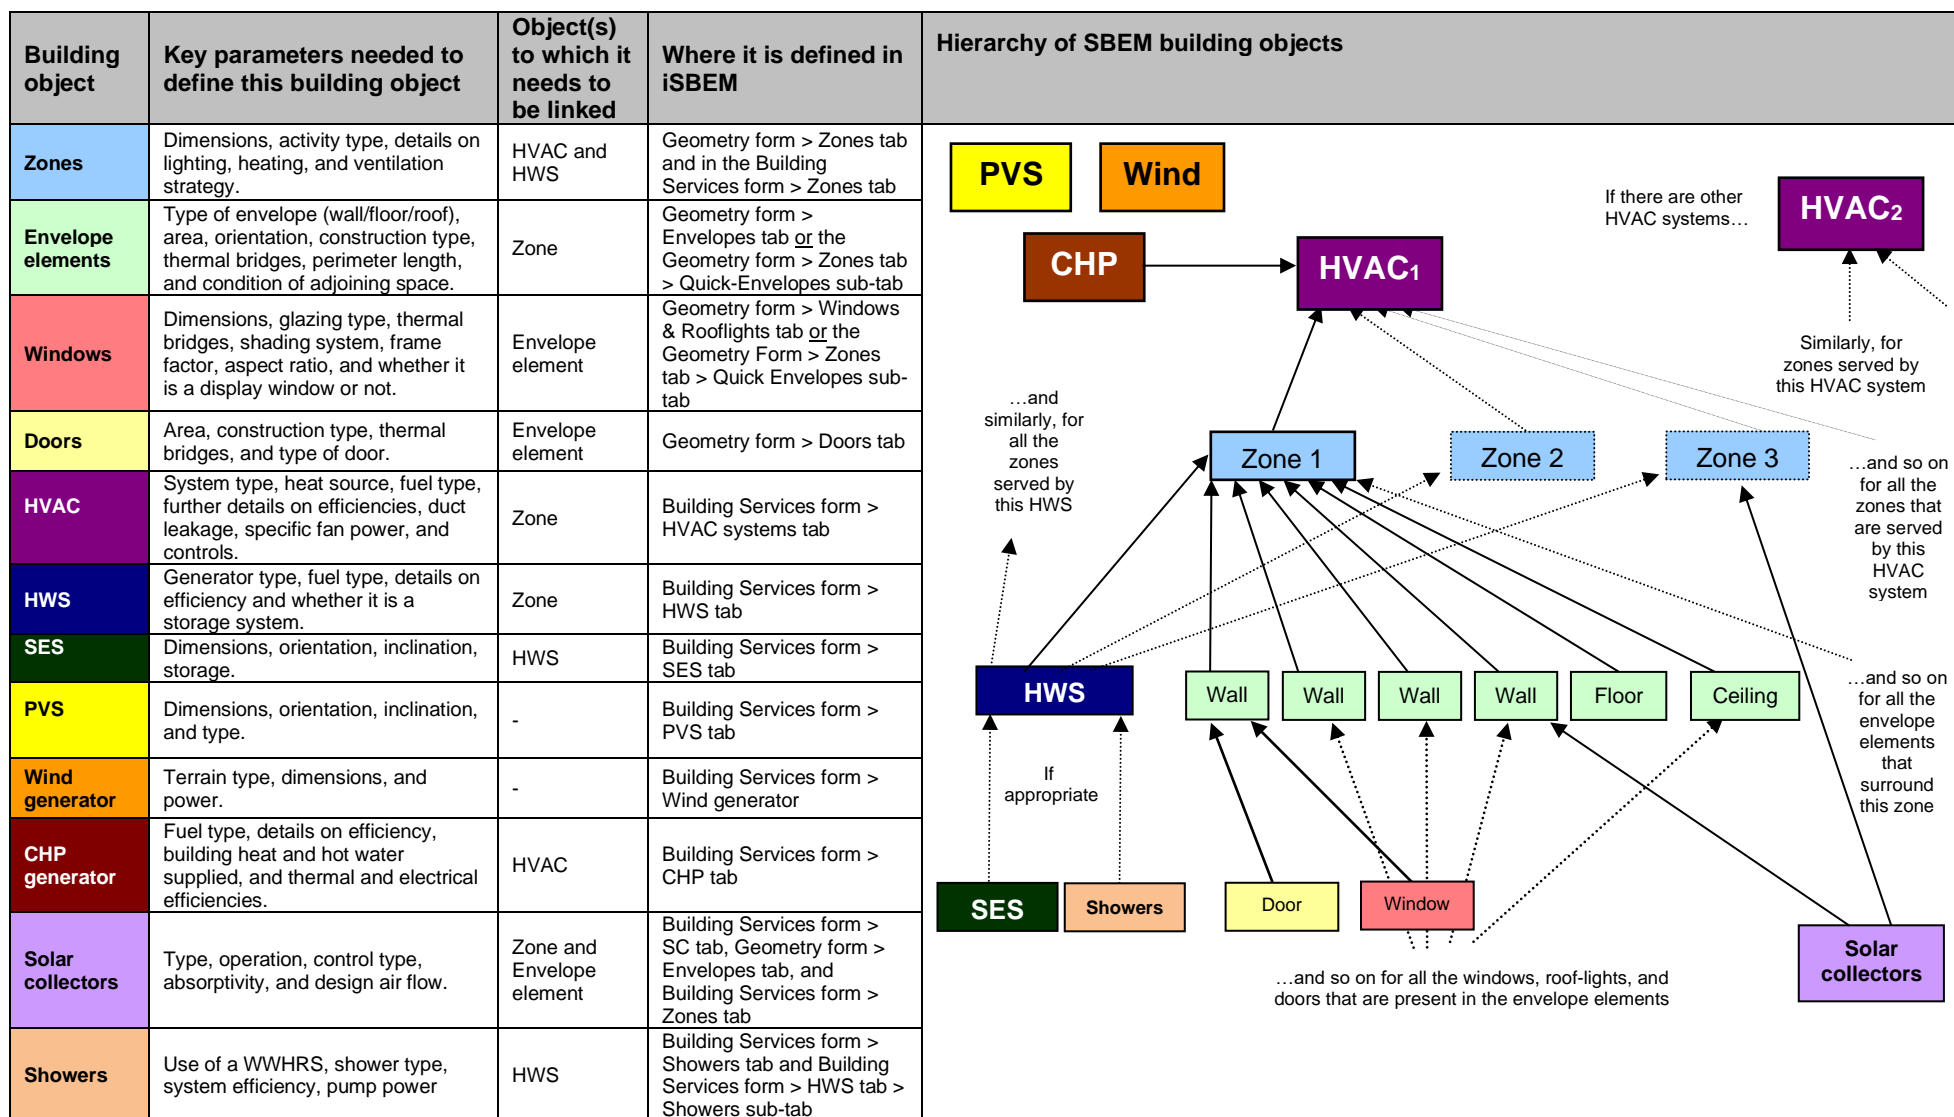 Building
object
Key parameters needed to
define this building object
Object(s)
to which it
needs to
be linked
Where it is defined in
iSBEM
Hierarchy of SBEM building objects
Zones
Dimensions, activity type, details on
lighting, heating, and ventilation
strategy.
HVAC and
HWS
Geometry form > Zones tab
and in the Building
Services form > Zones tab
Envelope
elements
Type of envelope (wall/floor/roof),
area, orientation, construction type,
thermal bridges, perimeter length,
and condition of adjoining space.
Zone
Geometry form >
Envelopes tab or the
Geometry form > Zones tab
> Quick-Envelopes sub-tab
Windows
Dimensions, glazing type, thermal
bridges, shading system, frame
factor, aspect ratio, and whether it
is a display window or not.
Envelope
element
Geometry form > Windows
& Rooflights tab or the
Geometry Form > Zones
tab > Quick Envelopes sub-
tab
Doors
Area, construction type, thermal
bridges, and type of door.
Envelope
element
Geometry form > Doors tab
HVAC
System type, heat source, fuel type,
further details on efficiencies, duct
leakage, specific fan power, and
controls.
Zone
Building Services form >
HVAC systems tab
HWS
Generator type, fuel type, details on
efficiency and whether it is a
storage system.
Zone
Building Services form >
HWS tab
SES
Dimensions, orientation, inclination,
storage.
HWS
Building Services form >
SES tab
PVS
Dimensions, orientation, inclination,
and type.
-
Building Services form >
PVS tab
Wind
generator
Terrain type, dimensions, and
power.
-
Building Services form >
Wind generator
CHP
generator
Fuel type, details on efficiency,
building heat and hot water
supplied, and thermal and electrical
efficiencies.
HVAC
Building Services form >
CHP tab
Solar
collectors
Type, operation, control type,
absorptivity, and design air flow.
Zone and
Envelope
element
Building Services form >
SC tab, Geometry form >
Envelopes tab, and
Building Services form >
Zones tab
Showers
Use of a WWHRS, shower type,
system efficiency, pump power
HWS
Building Services form >
Showers tab and Building
Services form > HWS tab >
Showers sub-tab
PVS
Wind
If there are other
HVAC systems…
HVAC2
CHP
HVAC1
Similarly, for
zones served by
this HVAC system
…and
similarly, for
all the
zones
served by
this HWS
Zone 1
Zone 2
Zone 3
…and so on
for all the
zones that
are served
by this
HVAC
system
HWS
Wall
Wall
Wall
Wall
Floor
Ceiling
…and so on
for all the
envelope
elements
that
surround
this zone
If
appropriate
SES
Showers
Door
Window
Solar
collectors
…and so on for all the windows, roof-lights, and
doors that are present in the envelope elements